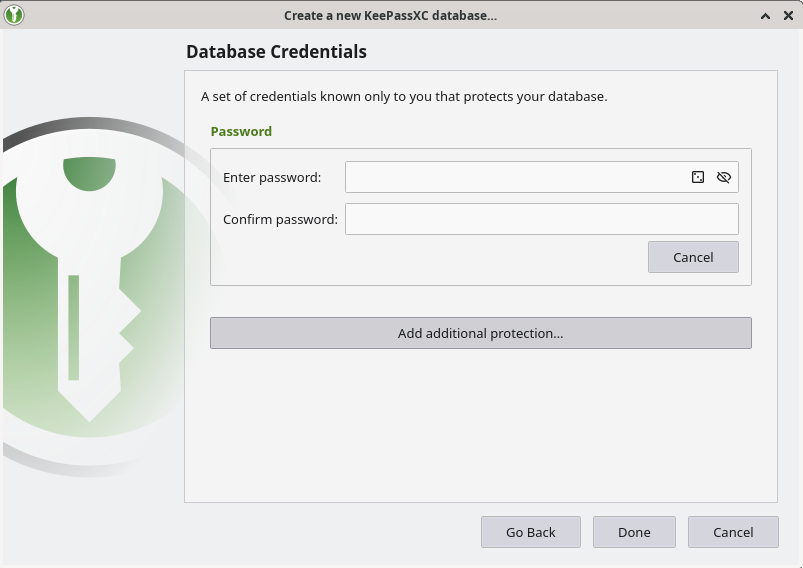 Create a new KeePassXC database...
Database Credentials
A set of credentials known only to you that protects your database.
Password
Enter password:
Confirm password:
Cancel
Add additional protection...
Go Back
Done
Cancel